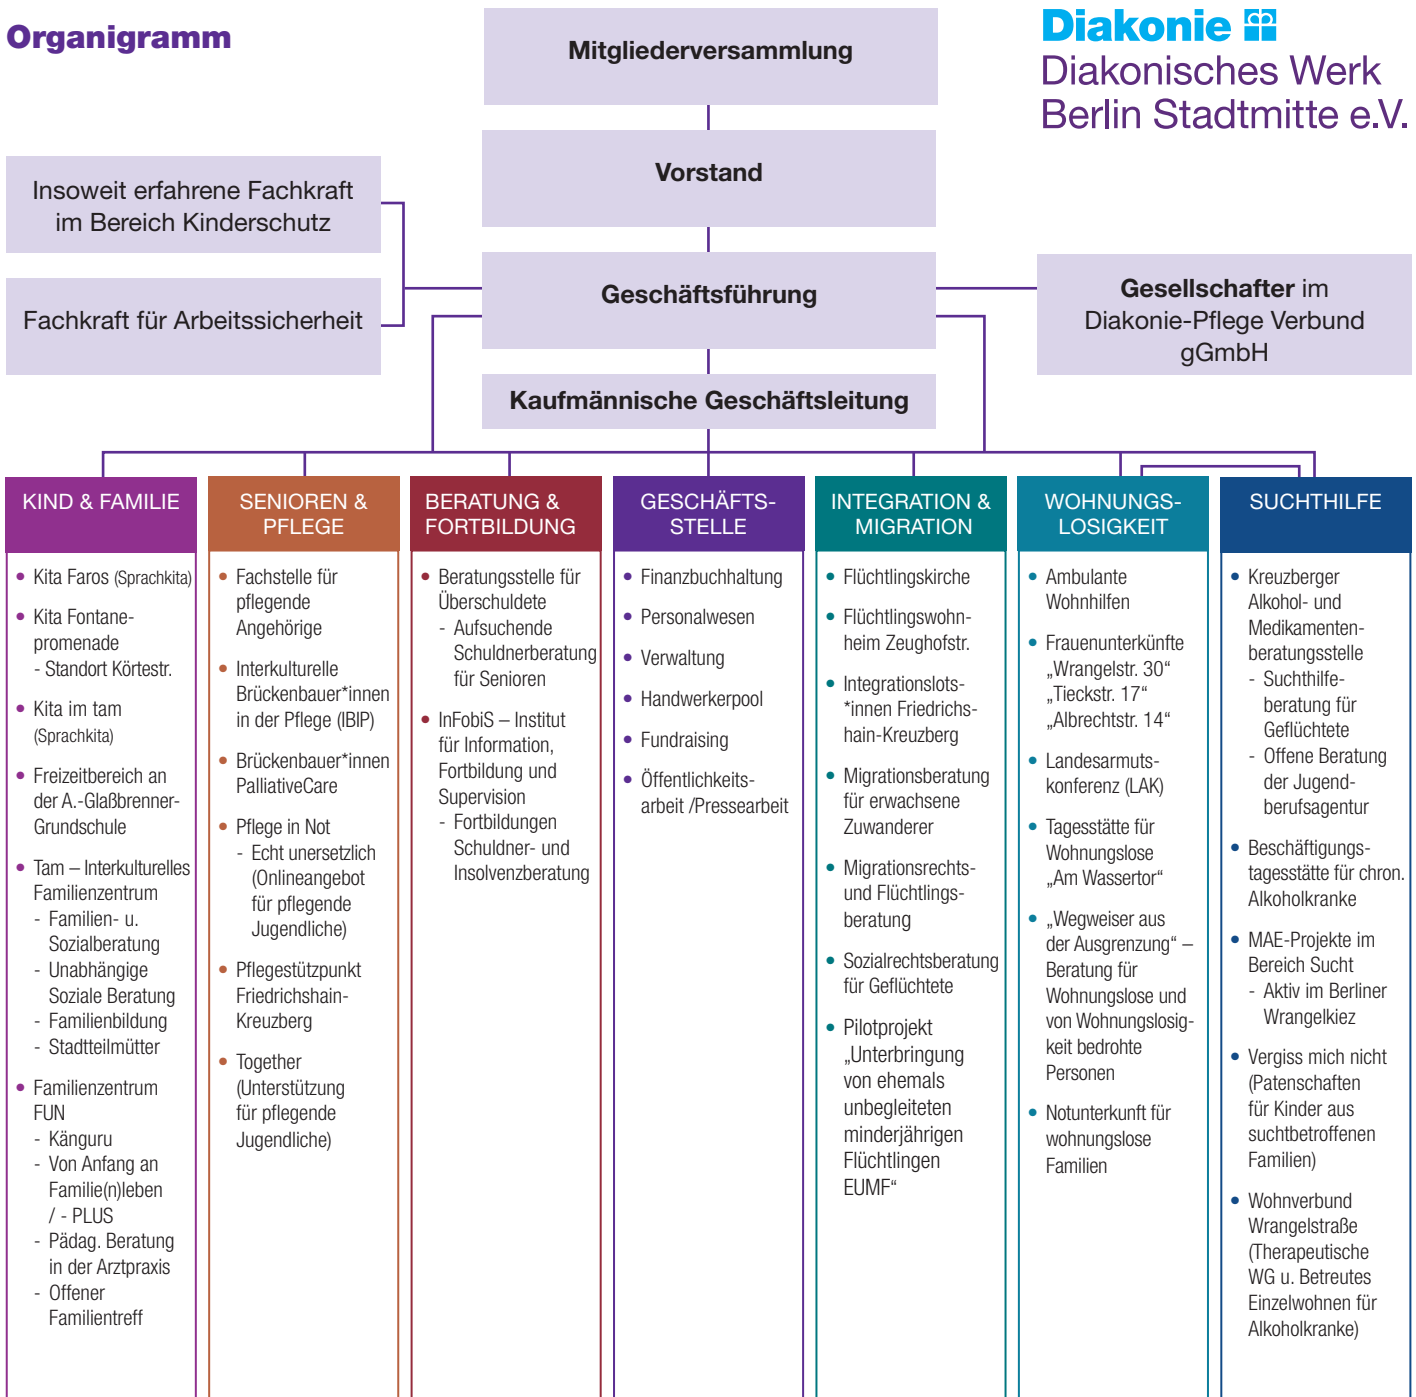 Organigramm
Diakonie
Diakonisches Werk
Berlin Stadtmitte e.V.
Mitgliederversammlung
Vorstand
Insoweit erfahrene Fachkraft
im Bereich Kinderschutz
Fachkraft für Arbeitssicherheit
Geschäftsführung
Gesellschafter im
Diakonie-Pflege Verbund
gGmbH
Kaufmännische Geschäftsleitung
KIND & FAMILIE
• Kita Faros (Sprachkita)
• Kita Fontane-
promenade
- Standort Körtestr.
• Kita im tam
(Sprachkita)
• Freizeitbereich an
der A.-Glaßbrenner-
Grundschule
• Tam – Interkulturelles
Familienzentrum
- Familien- u.
Sozialberatung
- Unabhängige
Soziale Beratung
- Familienbildung
- Stadtteilmütter
• Familienzentrum
FUN
- Känguru
- Von Anfang an
Familie(n)leben
/ - PLUS
- Pädag. Beratung
in der Arztpraxis
- Offener
Familientreff
SENIOREN &
PFLEGE
• Fachstelle für
pflegende
Angehörige
• Interkulturelle
Brückenbauer*innen
in der Pflege (IBIP)
• Brückenbauer*innen
PalliativeCare
• Pflege in Not
- Echt unersetzlich
(Onlineangebot
für pflegende
Jugendliche)
• Pflegestützpunkt
Friedrichshain-
Kreuzberg
• Together
(Unterstützung
für pflegende
Jugendliche)
BERATUNG &
FORTBILDUNG
• Beratungsstelle für
Überschuldete
- Aufsuchende
Schuldnerberatung
für Senioren
• InFobiS – Institut
für Information,
Fortbildung und
Supervision
- Fortbildungen
Schuldner- und
Insolvenzberatung
GESCHÄFTS-
STELLE
• Finanzbuchhaltung
• Personalwesen
• Verwaltung
• Handwerkerpool
• Fundraising
• Öffentlichkeits-
arbeit /Pressearbeit
INTEGRATION &
MIGRATION
• Flüchtlingskirche
• Flüchtlingswohn-
heim Zeughofstr.
• Integrationslots-
*innen Friedrichs-
hain-Kreuzberg
• Migrationsberatung
für erwachsene
Zuwanderer
• Migrationsrechts-
und Flüchtlings-
beratung
• Sozialrechtsberatung
für Geflüchtete
• Pilotprojekt
„Unterbringung
von ehemals
unbegleiteten
minderjährigen
Flüchtlingen
EUMF“
WOHNUNGS-
LOSIGKEIT
• Ambulante
Wohnhilfen
• Frauenunterkünfte
„Wrangelstr. 30“
„Tieckstr. 17“
„Albrechtstr. 14“
• Landesarmuts-
konferenz (LAK)
• Tagesstätte für
Wohnungslose
„Am Wassertor“
• „Wegweiser aus
der Ausgrenzung“ –
Beratung für
Wohnungslose und
von Wohnungslosig-
keit bedrohte
Personen
• Notunterkunft für
wohnungslose
Familien
SUCHTHILFE
• Kreuzberger
Alkohol- und
Medikamenten-
beratungsstelle
- Suchthilfe-
beratung für
Geflüchtete
- Offene Beratung
der Jugend-
berufsagentur
• Beschäftigungs-
tagesstätte für chron.
Alkoholkranke
• MAE-Projekte im
Bereich Sucht
- Aktiv im Berliner
Wrangelkiez
• Vergiss mich nicht
(Patenschaften
für Kinder aus
suchtbetroffenen
Familien)
• Wohnverbund
Wrangelstraße
(Therapeutische
WG u. Betreutes
Einzelwohnen für
Alkoholkranke)